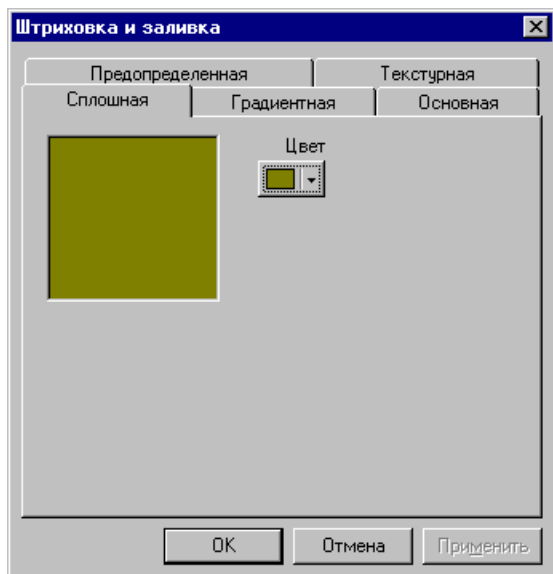 Штриховка и заливка
Предопределенная Текстурная
Сплошная Градиентная Основная
Цвет
OK Отмена Применить